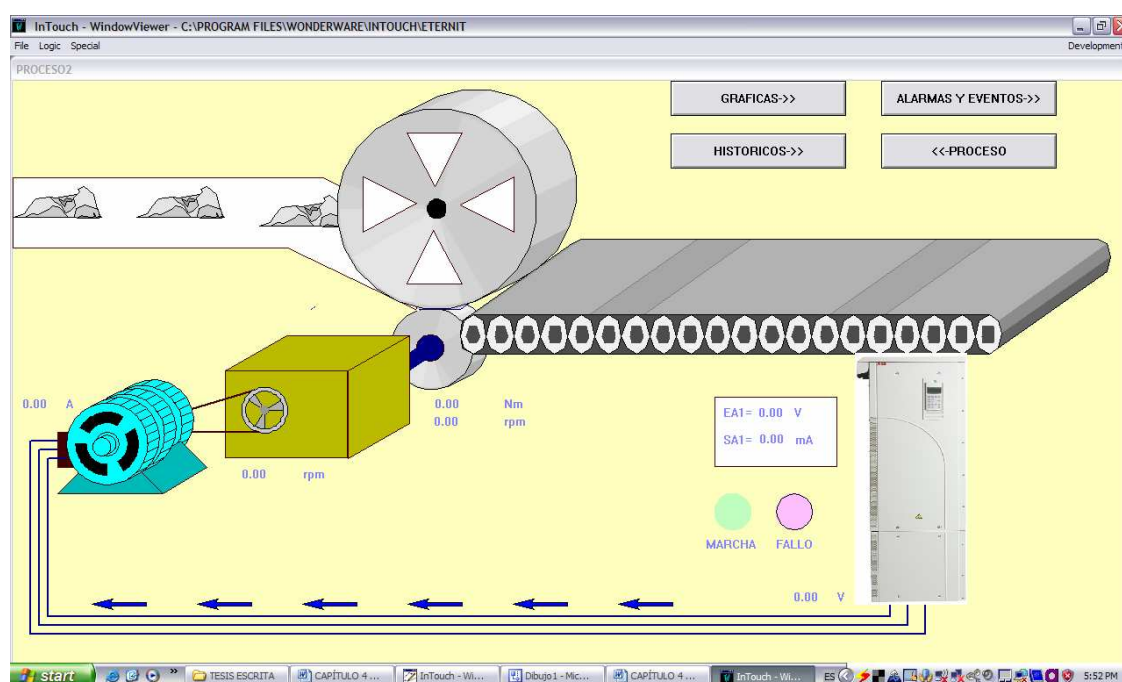 InTouch - WindowViewer - C:\PROGRAM FILES\WONDERWARE\INTOUCH\ETERNIT
File Logic Special
Development
PROCESO2
GRAFICAS->>
ALARMAS Y EVENTOS->>
HISTORICOS->>
<<-PROCESO
0.00 A
0.00 Nm
0.00 rpm
0.00 rpm
EA1= 0.00 V
SA1= 0.00 mA
MARCHA FALLO
0.00 V
start
TESIS ESCRITA
CAPÍTULO 4 ...
InTouch - Wi...
Dibujo1 - Mic...
CAPÍTULO 4 ...
InTouch - Wi...
ES
5:52 PM